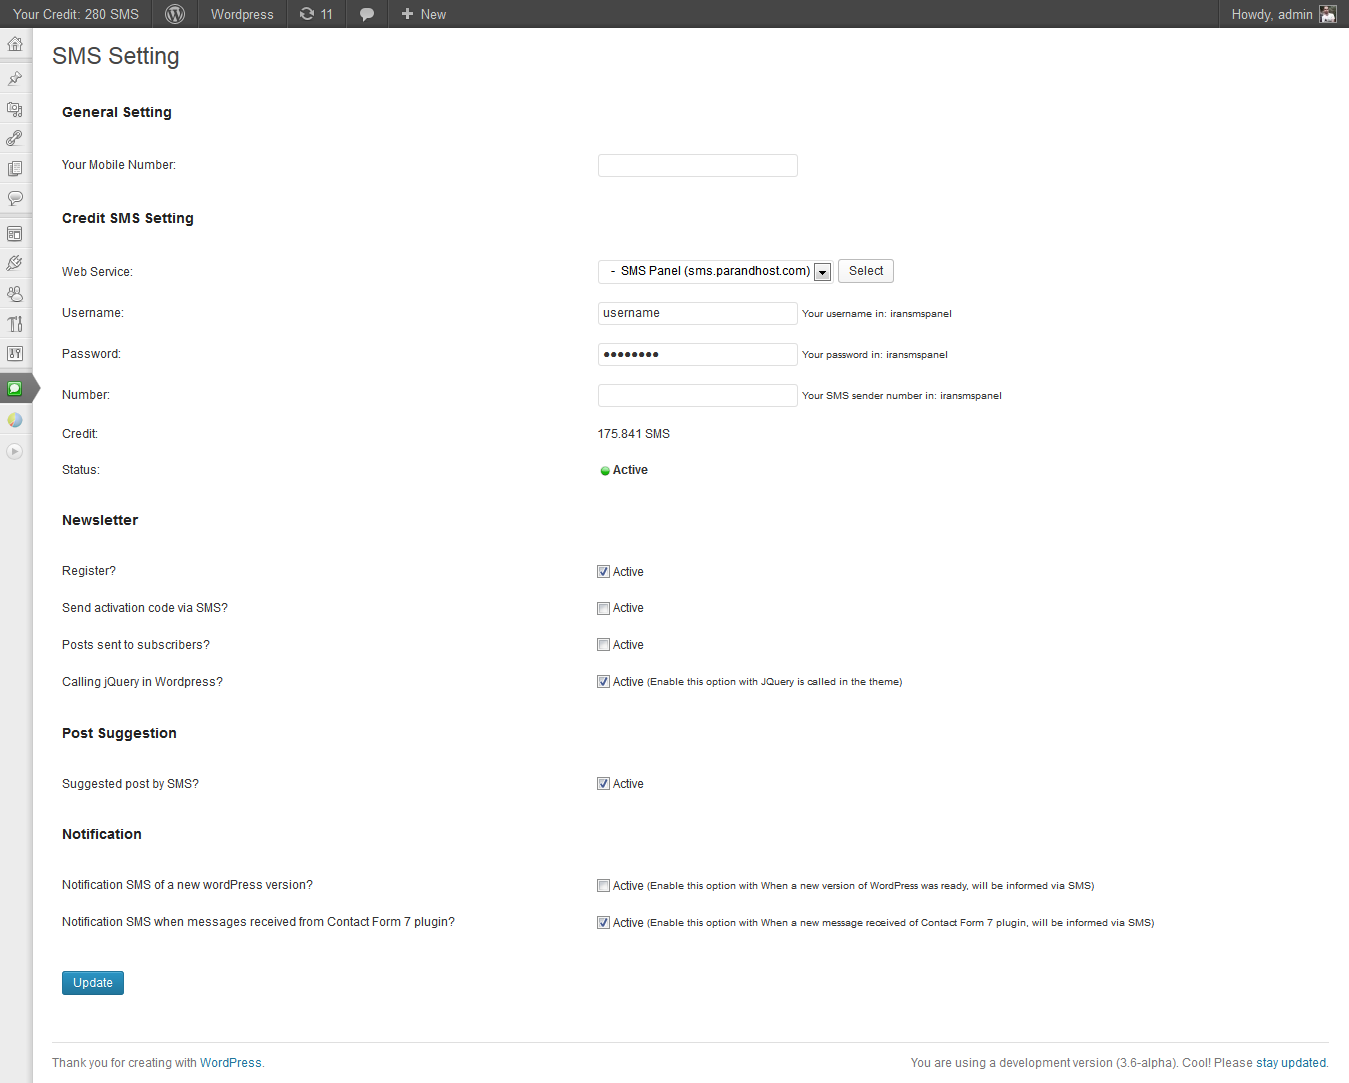 Your Credit: 280 SMS Wordpress 11 New Howdy, admin
SMS Setting
General Setting
Your Mobile Number:
Credit SMS Setting
Web Service: - SMS Panel (sms.parandhost.com) Select
Username: username Your username in: iransmspanel
Password: ●●●●●●●● Your password in: iransmspanel
Number: Your SMS sender number in: iransmspanel
Credit: 175.841 SMS
Status: Active
Newsletter
Register? Active
Send activation code via SMS? Active
Posts sent to subscribers? Active
Calling jQuery in Wordpress? Active (Enable this option with JQuery is called in the theme)
Post Suggestion
Suggested post by SMS? Active
Notification
Notification SMS of a new wordPress version? Active (Enable this option with When a new version of WordPress was ready, will be informed via SMS)
Notification SMS when messages received from Contact Form 7 plugin? Active (Enable this option with When a new message received of Contact Form 7 plugin, will be informed via SMS)
Update
Thank you for creating with WordPress. You are using a development version (3.6-alpha). Cool! Please stay updated.